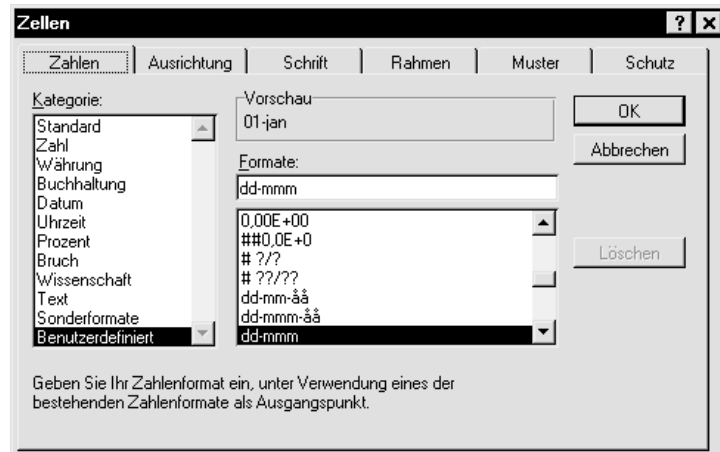 Zellen
Zahlen Ausrichtung Schrift Rahmen Muster Schutz
Kategorie:
Standard
Zahl
Währung
Buchhaltung
Datum
Uhrzeit
Prozent
Bruch
Wissenschaft
Text
Sonderformate
Benutzerdefiniert
Vorschau
01-jan
Formate:
dd-mmm
0,00E+00
##0,0E+0
# ?/?
# ??/??
dd-mm-åå
dd-mmm-åå
dd-mmm
OK
Abbrechen
Löschen
Geben Sie Ihr Zahlenformat ein, unter Verwendung eines der
bestehenden Zahlenformate als Ausgangspunkt.